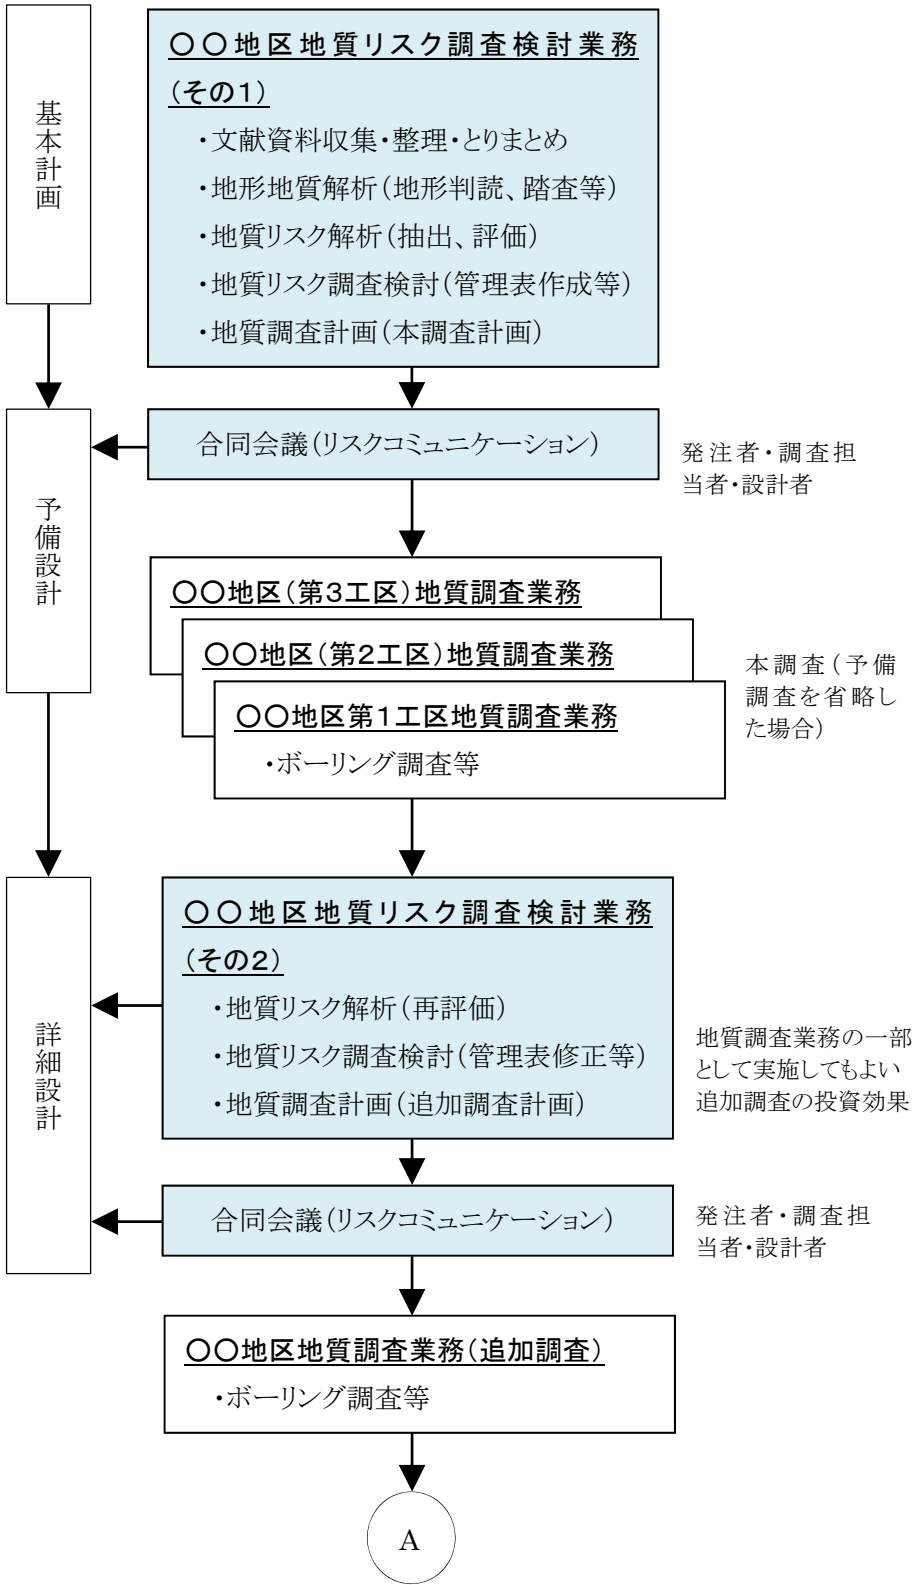 基本計画
〇〇地区地質リスク調査検討業務
(その1)
・文献資料収集・整理・とりまとめ
・地形地質解析(地形判読、踏査等)
・地質リスク解析(抽出、評価)
・地質リスク調査検討(管理表作成等)
・地質調査計画(本調査計画)
予備設計
合同会議(リスクコミュニケーション)
発注者・調査担
当者・設計者
〇〇地区(第3工区)地質調査業務
〇〇地区(第2工区)地質調査業務
〇〇地区第1工区地質調査業務
・ボーリング調査等
本調査(予備
調査を省略し
た場合)
詳細設計
〇〇地区地質リスク調査検討業務
(その2)
・地質リスク解析(再評価)
・地質リスク調査検討(管理表修正等)
・地質調査計画(追加調査計画)
地質調査業務の一部
として実施してもよい
追加調査の投資効果
合同会議(リスクコミュニケーション)
発注者・調査担
当者・設計者
〇〇地区地質調査業務(追加調査)
・ボーリング調査等
A